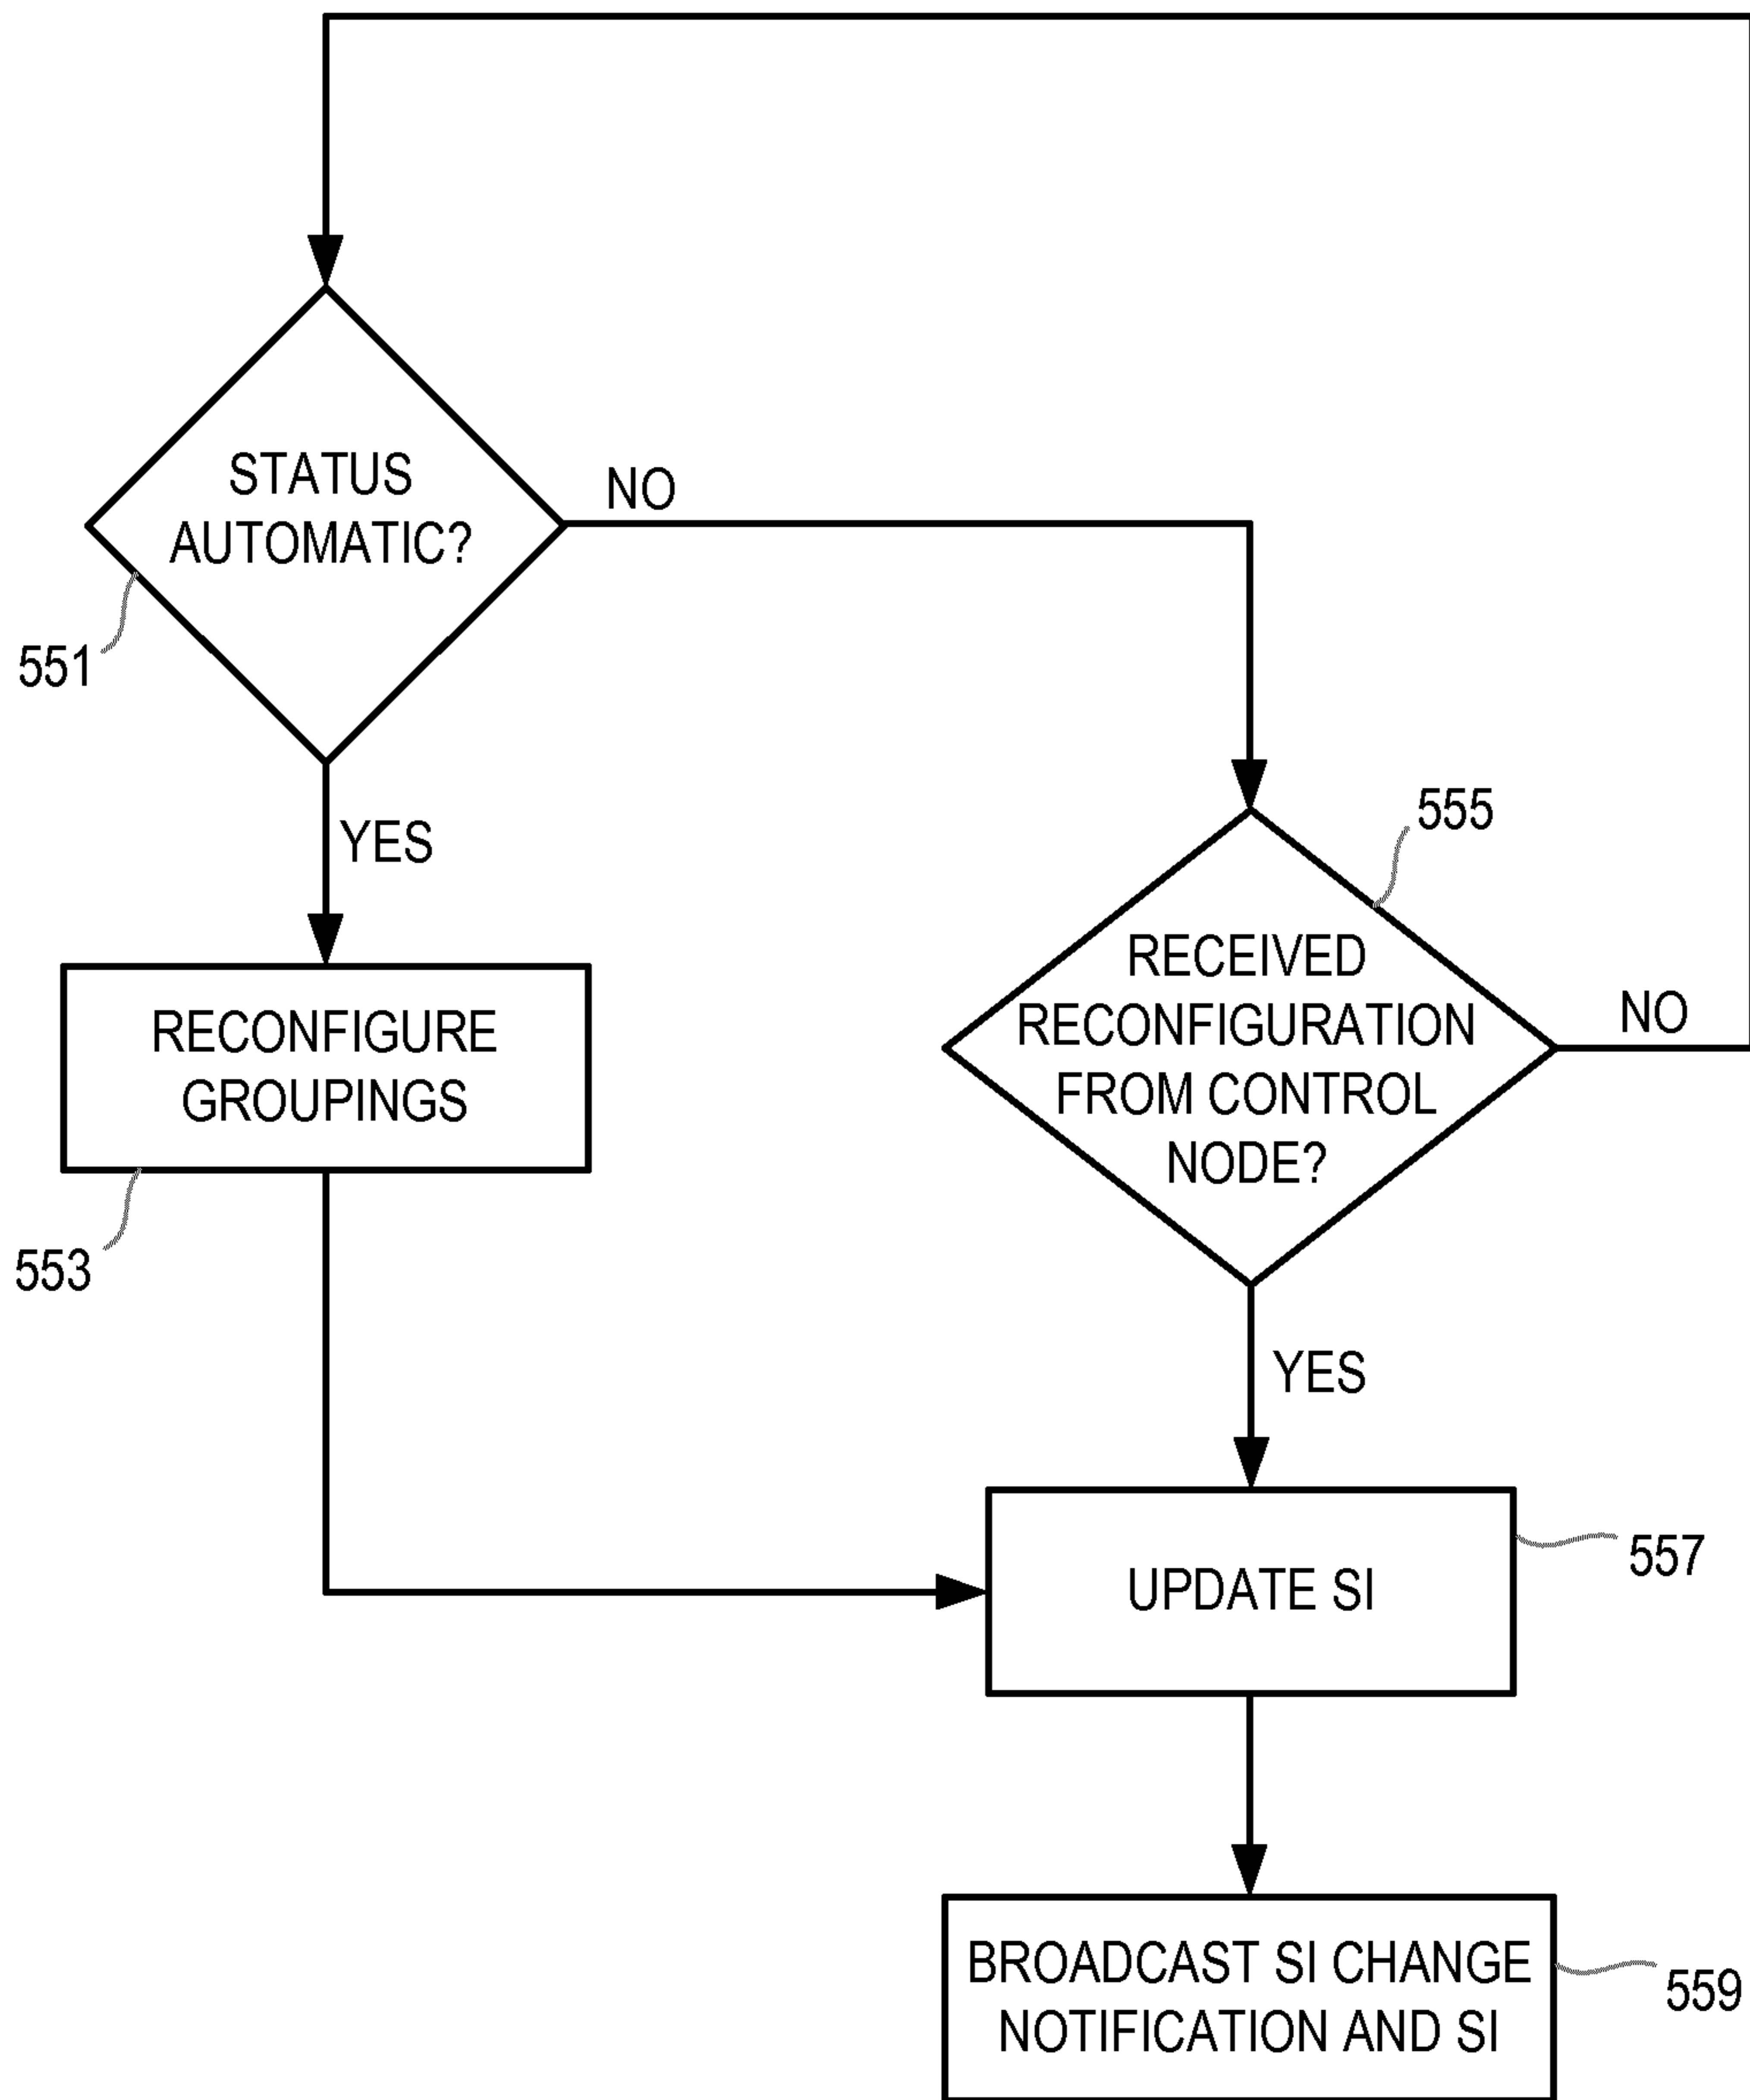 STATUS
AUTOMATIC?
NO
551
YES
555
RECEIVED
RECONFIGURATION
FROM CONTROL
NODE?
NO
RECONFIGURE
GROUPINGS
553
YES
UPDATE SI
557
BROADCAST SI CHANGE
NOTIFICATION AND SI
559